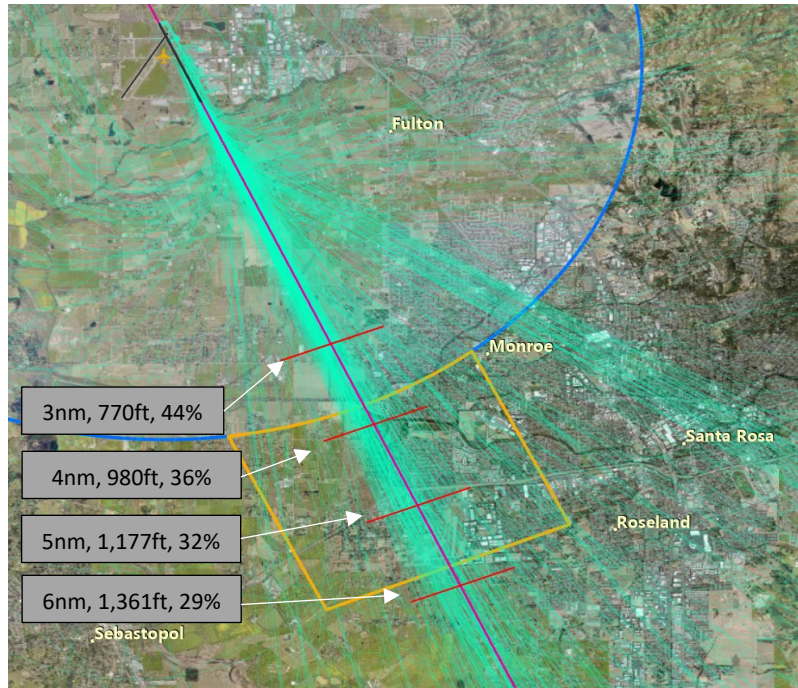 Fulton
Monroe
3nm, 770ft, 44%
Santa Rosa
4nm, 980ft, 36%
Roseland
5nm, 1,177ft, 32%
6nm, 1,361ft, 29%
Sebastopol